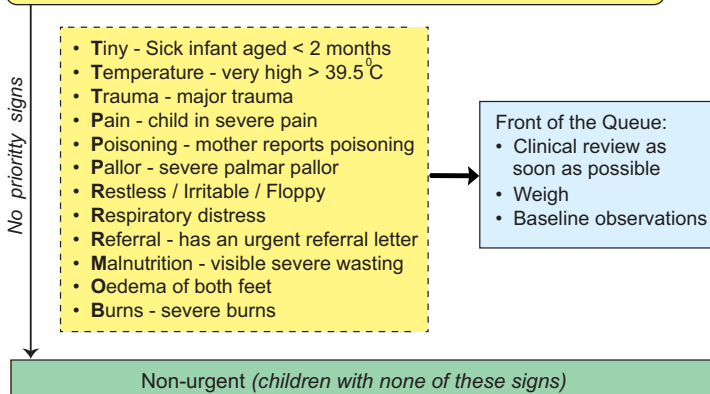 No prioritty signs
• Tiny - Sick infant aged < 2 months
• Temperature - very high > 39.5⁰C
• Trauma - major trauma
• Pain - child in severe pain
• Poisoning - mother reports poisoning
• Pallor - severe palmar pallor
• Restless / Irritable / Floppy
• Respiratory distress
• Referral - has an urgent referral letter
• Malnutrition - visible severe wasting
• Oedema of both feet
• Burns - severe burns
Front of the Queue:
• Clinical review as
soon as possible
• Weigh
• Baseline observations
Non-urgent (children with none of these signs)